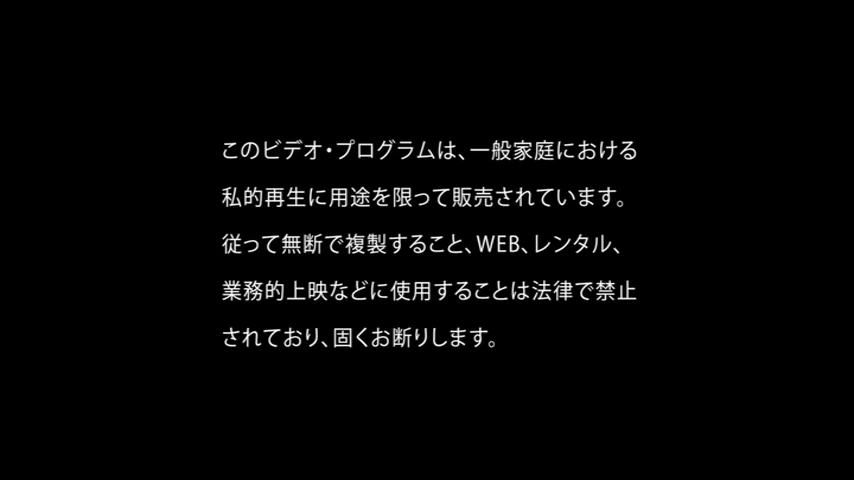 このビデオ・プログラムは、一般家庭における
私的再生に用途を限って販売されています。
従って無断で複製すること、WEB、レンタル、
業務的上映などに使用することは法律で禁止
されており、固くお断りします。